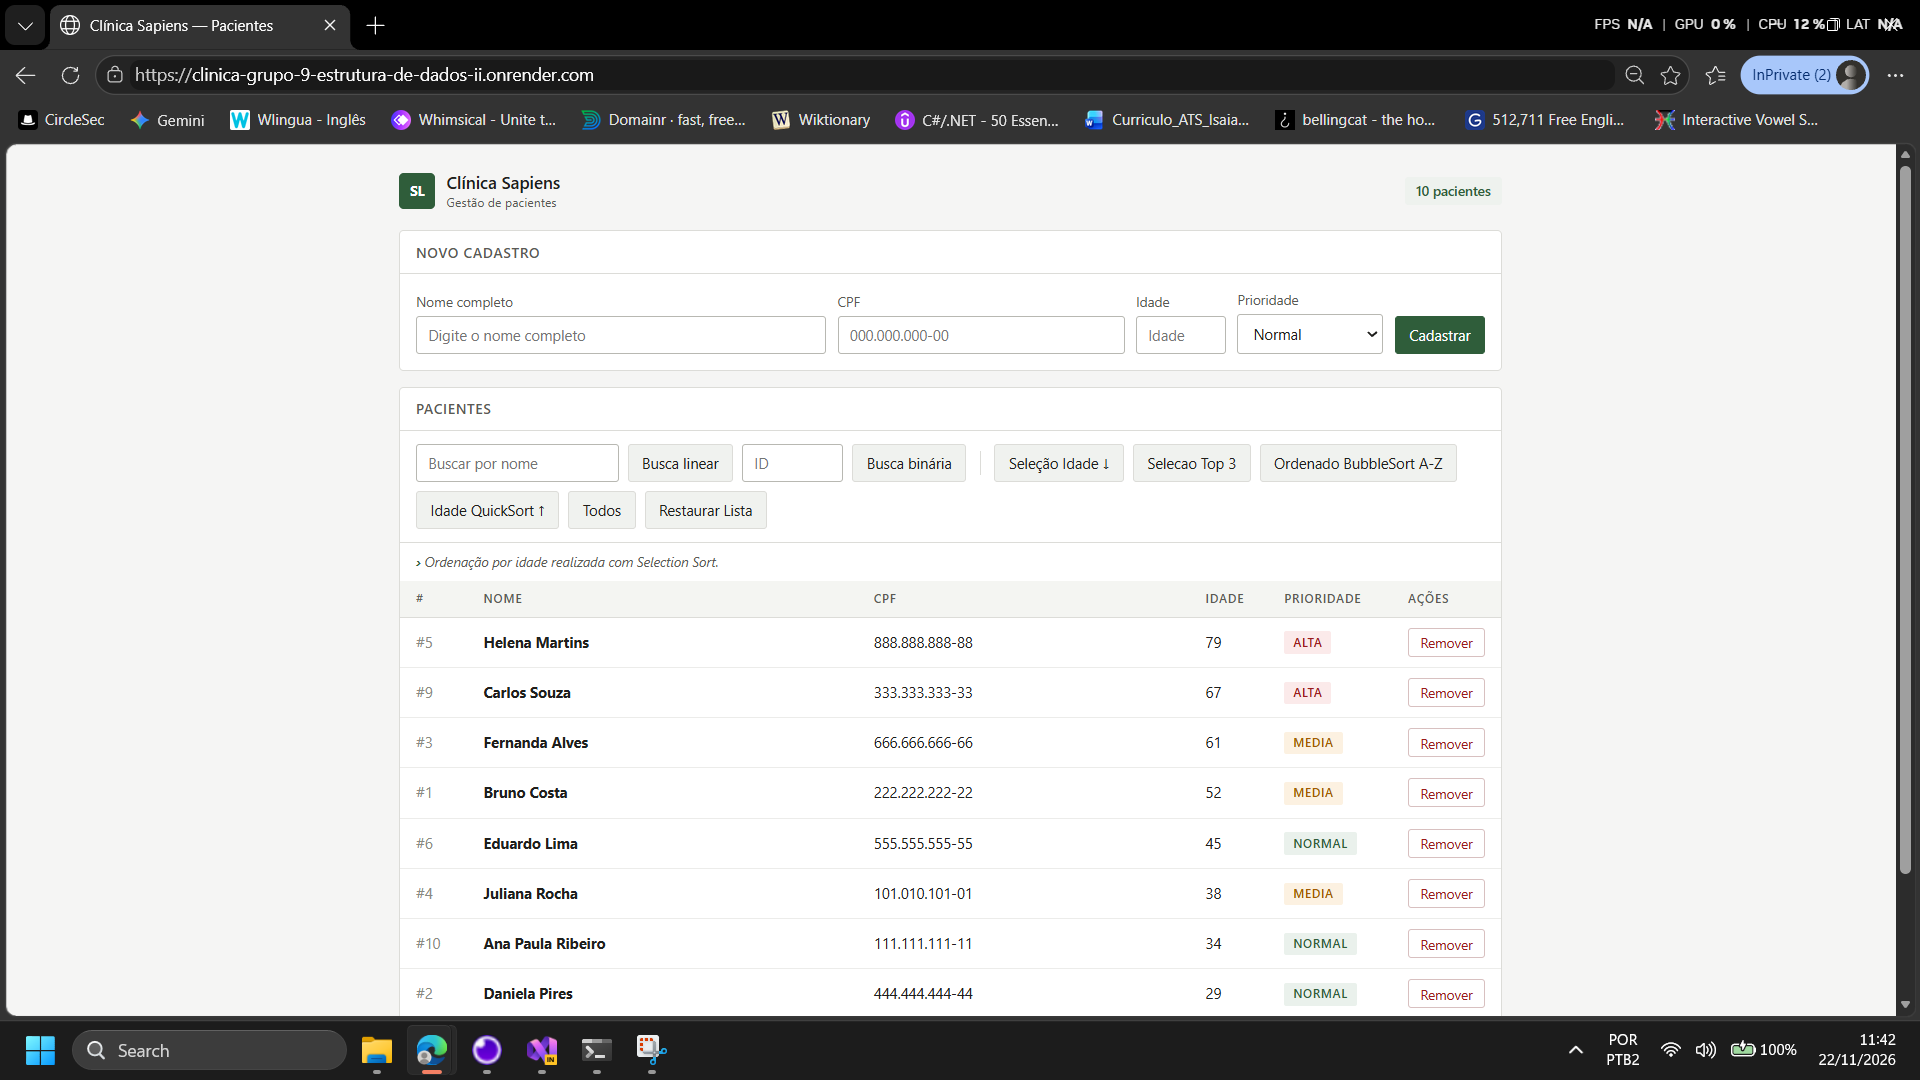 Clínica Sapiens — Pacientes
FPS N/A | GPU 0% | CPU 12% LAT N/A
https://clinica-grupo-9-estrutura-de-dados-ii.onrender.com
InPrivate (2)
CircleSec
Gemini
Wlingua - Inglês
Whimsical - Unite t...
Domainr · fast, free...
Wiktionary
C#/.NET - 50 Essen...
Curriculo_ATS_Isaia...
bellingcat - the ho...
512,711 Free Engli...
Interactive Vowel S...
SL
Clínica Sapiens
Gestão de pacientes
10 pacientes
NOVO CADASTRO
Nome completo
CPF
Idade
Prioridade
Digite o nome completo
000.000.000-00
Idade
Normal
Cadastrar
PACIENTES
Buscar por nome
Busca linear
ID
Busca binária
Seleção Idade ↓
Selecao Top 3
Ordenado BubbleSort A-Z
Idade QuickSort ↑
Todos
Restaurar Lista
› Ordenação por idade realizada com Selection Sort.
# NOME CPF IDADE PRIORIDADE AÇÕES
#5 Helena Martins 888.888.888-88 79 ALTA Remover
#9 Carlos Souza 333.333.333-33 67 ALTA Remover
#3 Fernanda Alves 666.666.666-66 61 MEDIA Remover
#1 Bruno Costa 222.222.222-22 52 MEDIA Remover
#6 Eduardo Lima 555.555.555-55 45 NORMAL Remover
#4 Juliana Rocha 101.010.101-01 38 MEDIA Remover
#10 Ana Paula Ribeiro 111.111.111-11 34 NORMAL Remover
#2 Daniela Pires 444.444.444-44 29 NORMAL Remover
Search
POR
PTB2
100%
11:42
22/11/2026